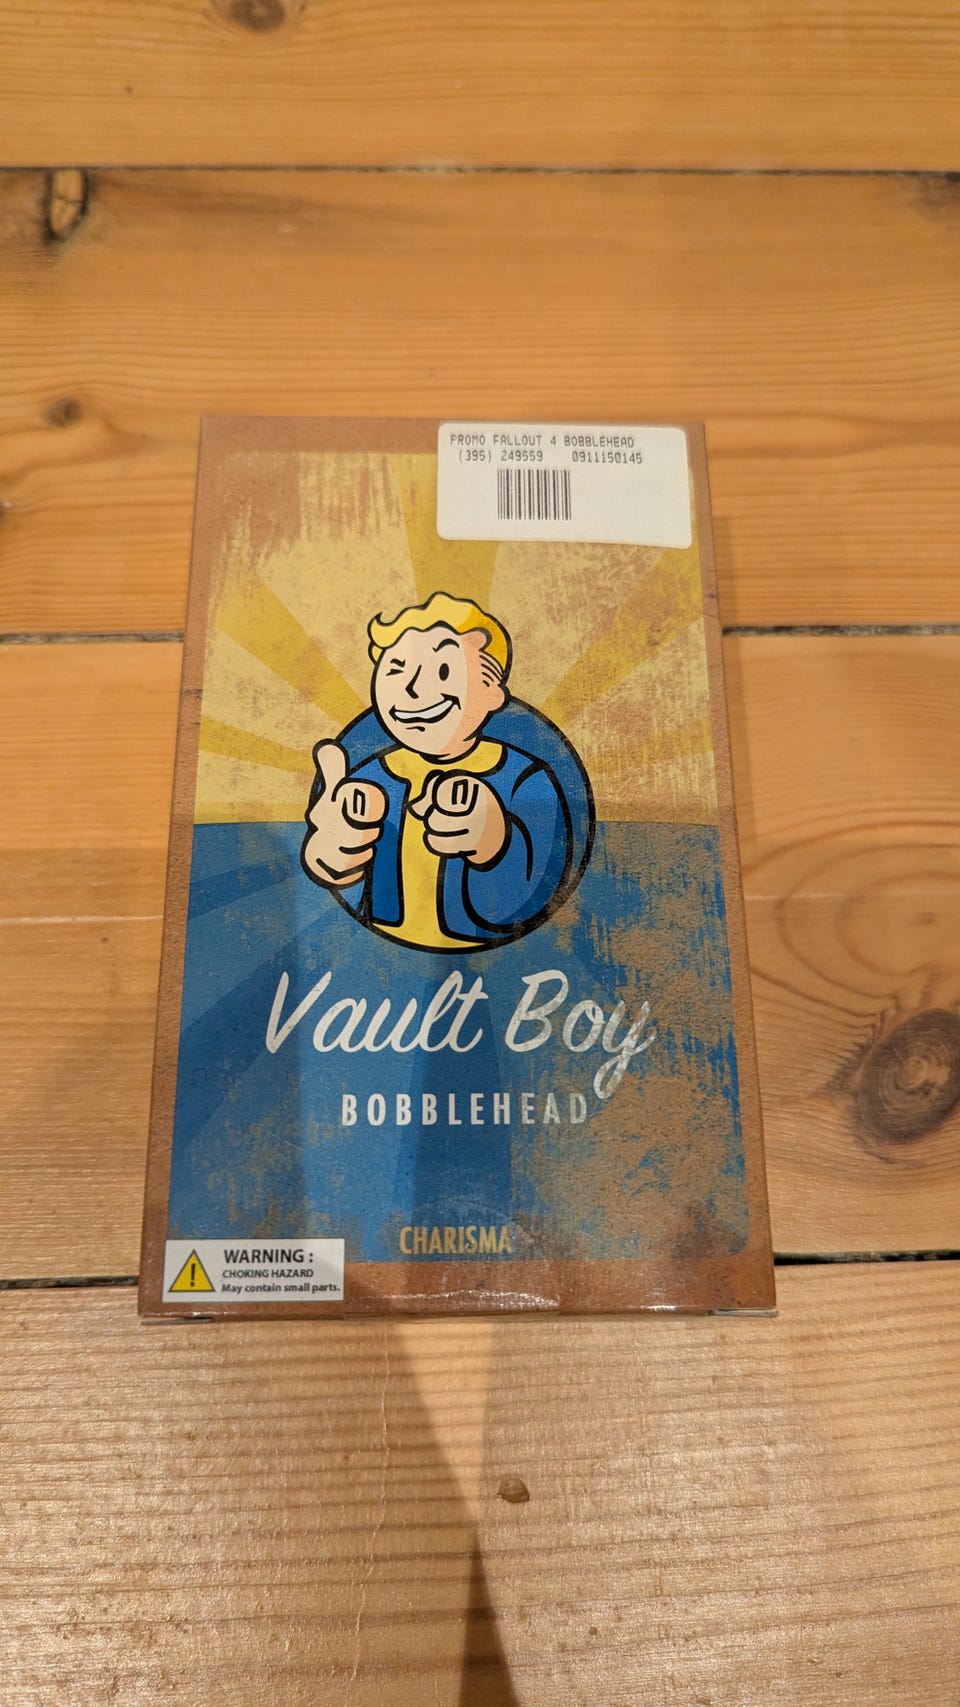 PROMO FALLOUT 4 BOBBLEHEAD
(395) 249559 0911150145
Vault Boy
BOBBLEHEAD
CHARISMA
WARNING :
CHOKING HAZARD
May contain small parts.